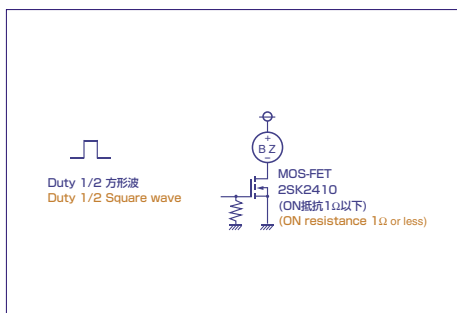 +
BZ
−
Duty 1/2 方形波
Duty 1/2 Square wave
MOS-FET
2SK2410
(ON抵抗1Ω以下)
(ON resistance 1Ω or less)